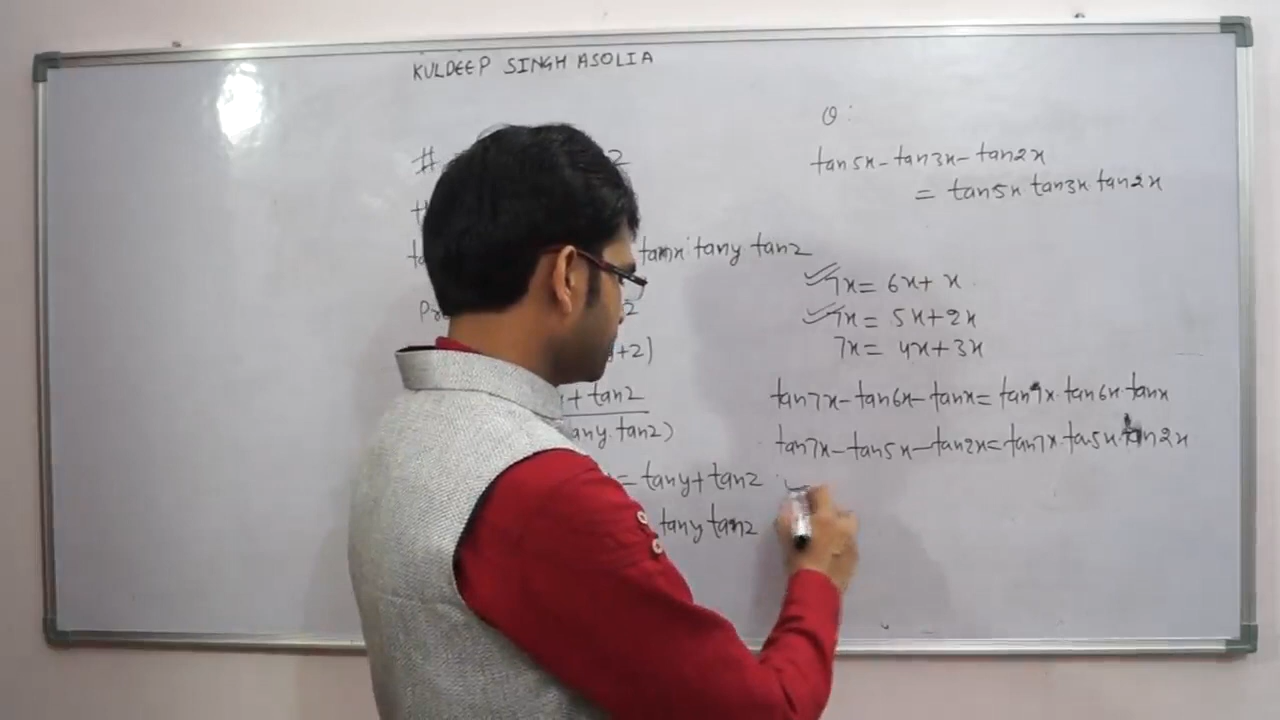 KULDEEP SINGH ASOLIA
#
tanx tany tanz
+z)
+ tanz
tany.tanz)
= tany+tanz
tany tanz
Q:
tan5x-tan3x-tan2x
= tan5x tan3x.tan2x
7x= 6x+x
7x= 5x+2x
7x= 4x+3x
tan7x-tan6x-tanx=tan7x.tan6x.tanx
tan7x-tan5x-tan2x=tan7x.tan5x.tan2x